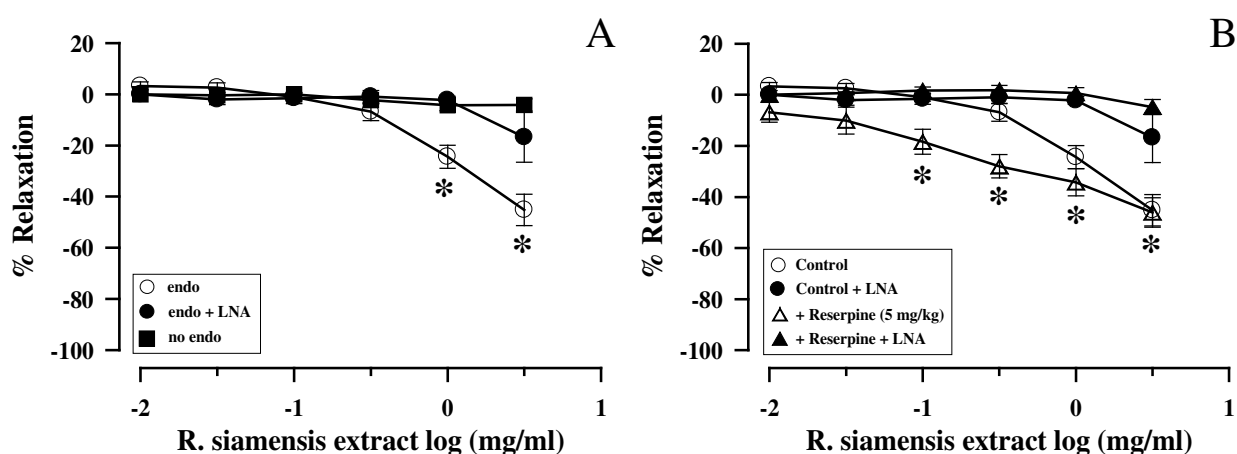 A
20
0
-20
-40
-60
-80
-100
% Relaxation
*
*
endo
endo + LNA
no endo
-2
-1
0
1
R. siamensis extract log (mg/ml)
B
20
0
-20
-40
-60
-80
-100
% Relaxation
*
*
*
*
Control
Control + LNA
+ Reserpine (5 mg/kg)
+ Reserpine + LNA
-2
-1
0
1
R. siamensis extract log (mg/ml)